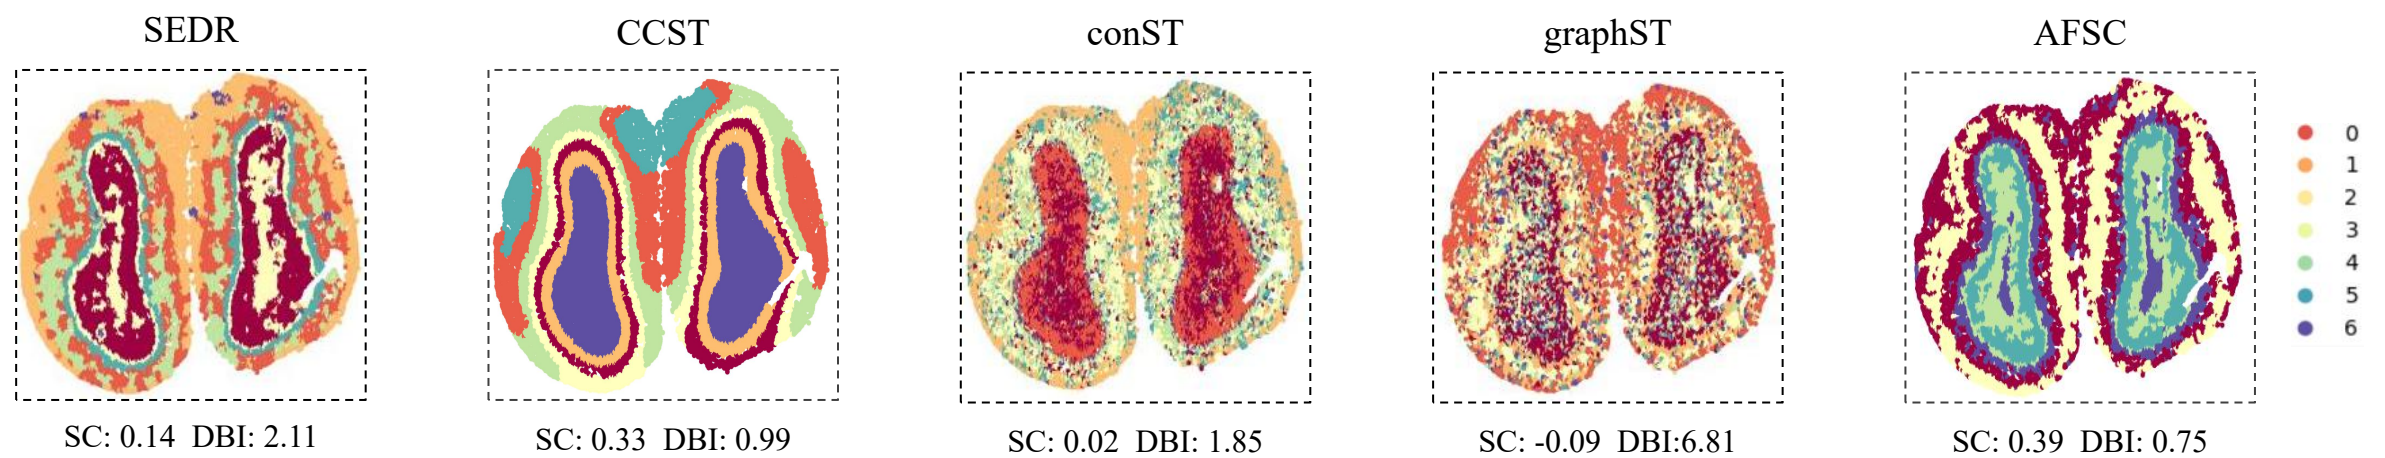 SEDR
CCST
conST
graphST
AFSC
0
1
2
3
4
5
6
SC: 0.14 DBI: 2.11
SC: 0.33 DBI: 0.99
SC: 0.02 DBI: 1.85
SC: -0.09 DBI:6.81
SC: 0.39 DBI: 0.75